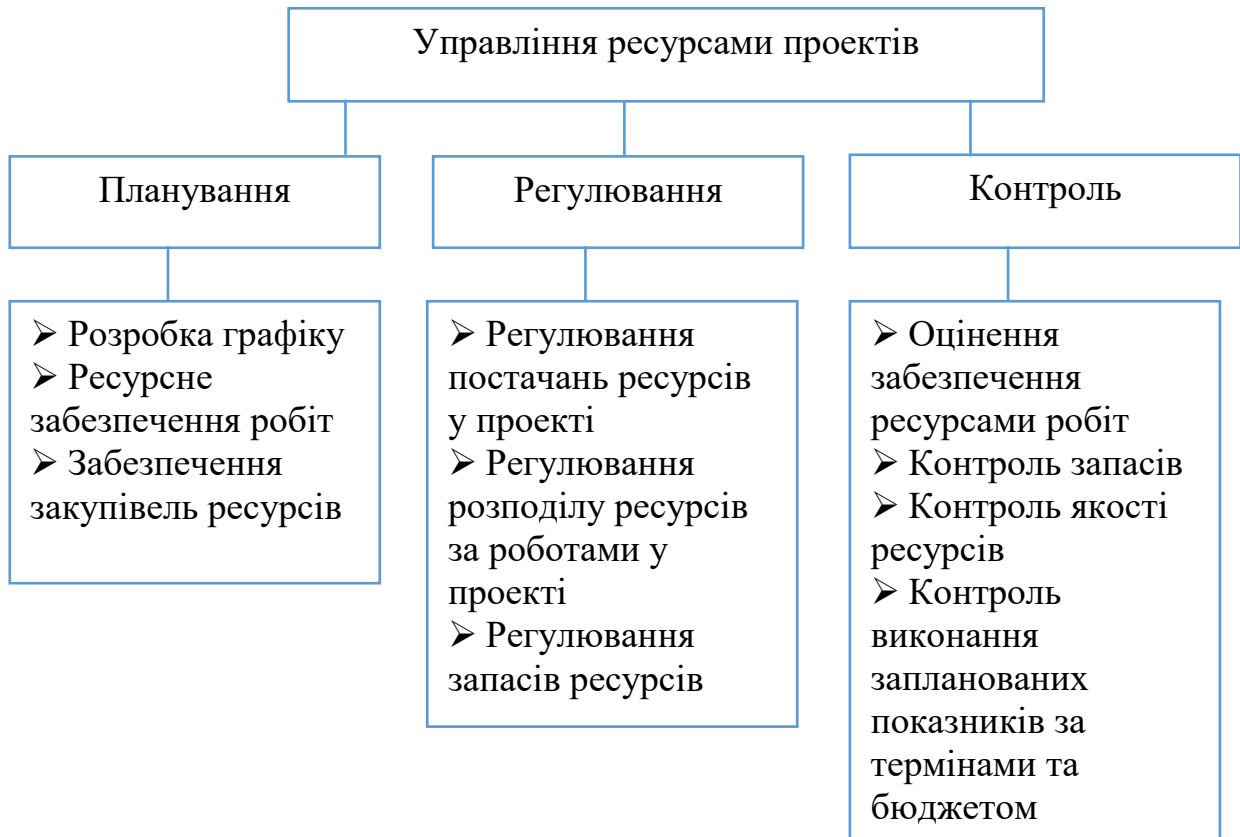 Управління ресурсами проектів
Планування
Регулювання
Контроль
➢ Розробка графіку
➢ Ресурсне
забезпечення робіт
➢ Забезпечення
закупівель ресурсів
➢ Регулювання
постачань ресурсів
у проекті
➢ Регулювання
розподілу ресурсів
за роботами у
проекті
➢ Регулювання
запасів ресурсів
➢ Оцінення
забезпечення
ресурсами робіт
➢ Контроль запасів
➢ Контроль якості
ресурсів
➢ Контроль
виконання
запланованих
показників за
термінами та
бюджетом